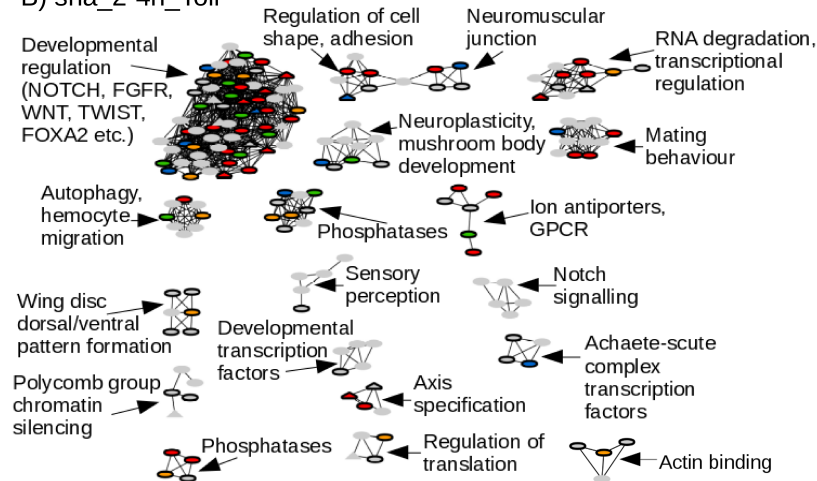 B) sna_2-4h_Toll
Regulation of cell
shape, adhesion
Neuromuscular
junction
Developmental
regulation
(NOTCH, FGFR,
WNT, TWIST,
FOXA2 etc.)
RNA degradation,
transcriptional
regulation
Neuroplasticity,
mushroom body
development
Mating
behaviour
Autophagy,
hemocyte
migration
Phosphatases
Ion antiporters,
GPCR
Sensory
perception
Notch
signalling
Wing disc
dorsal/ventral
pattern formation
Developmental
transcription
factors
Achaete-scute
complex
transcription
factors
Polycomb group
chromatin
silencing
Axis
specification
Phosphatases
Regulation of
translation
Actin binding